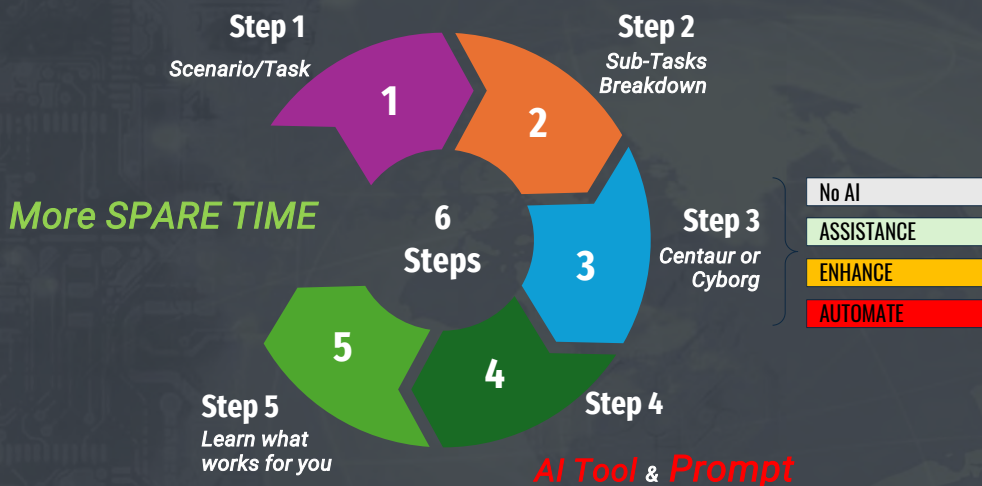 Step 1
Scenario/Task
1
Step 2
Sub-Tasks
Breakdown
2
Step 3
Centaur or
Cyborg
3
No AI
ASSISTANCE
ENHANCE
AUTOMATE
More SPARE TIME
6
Steps
4
Step 4
AI Tool & Prompt
5
Step 5
Learn what
works for you